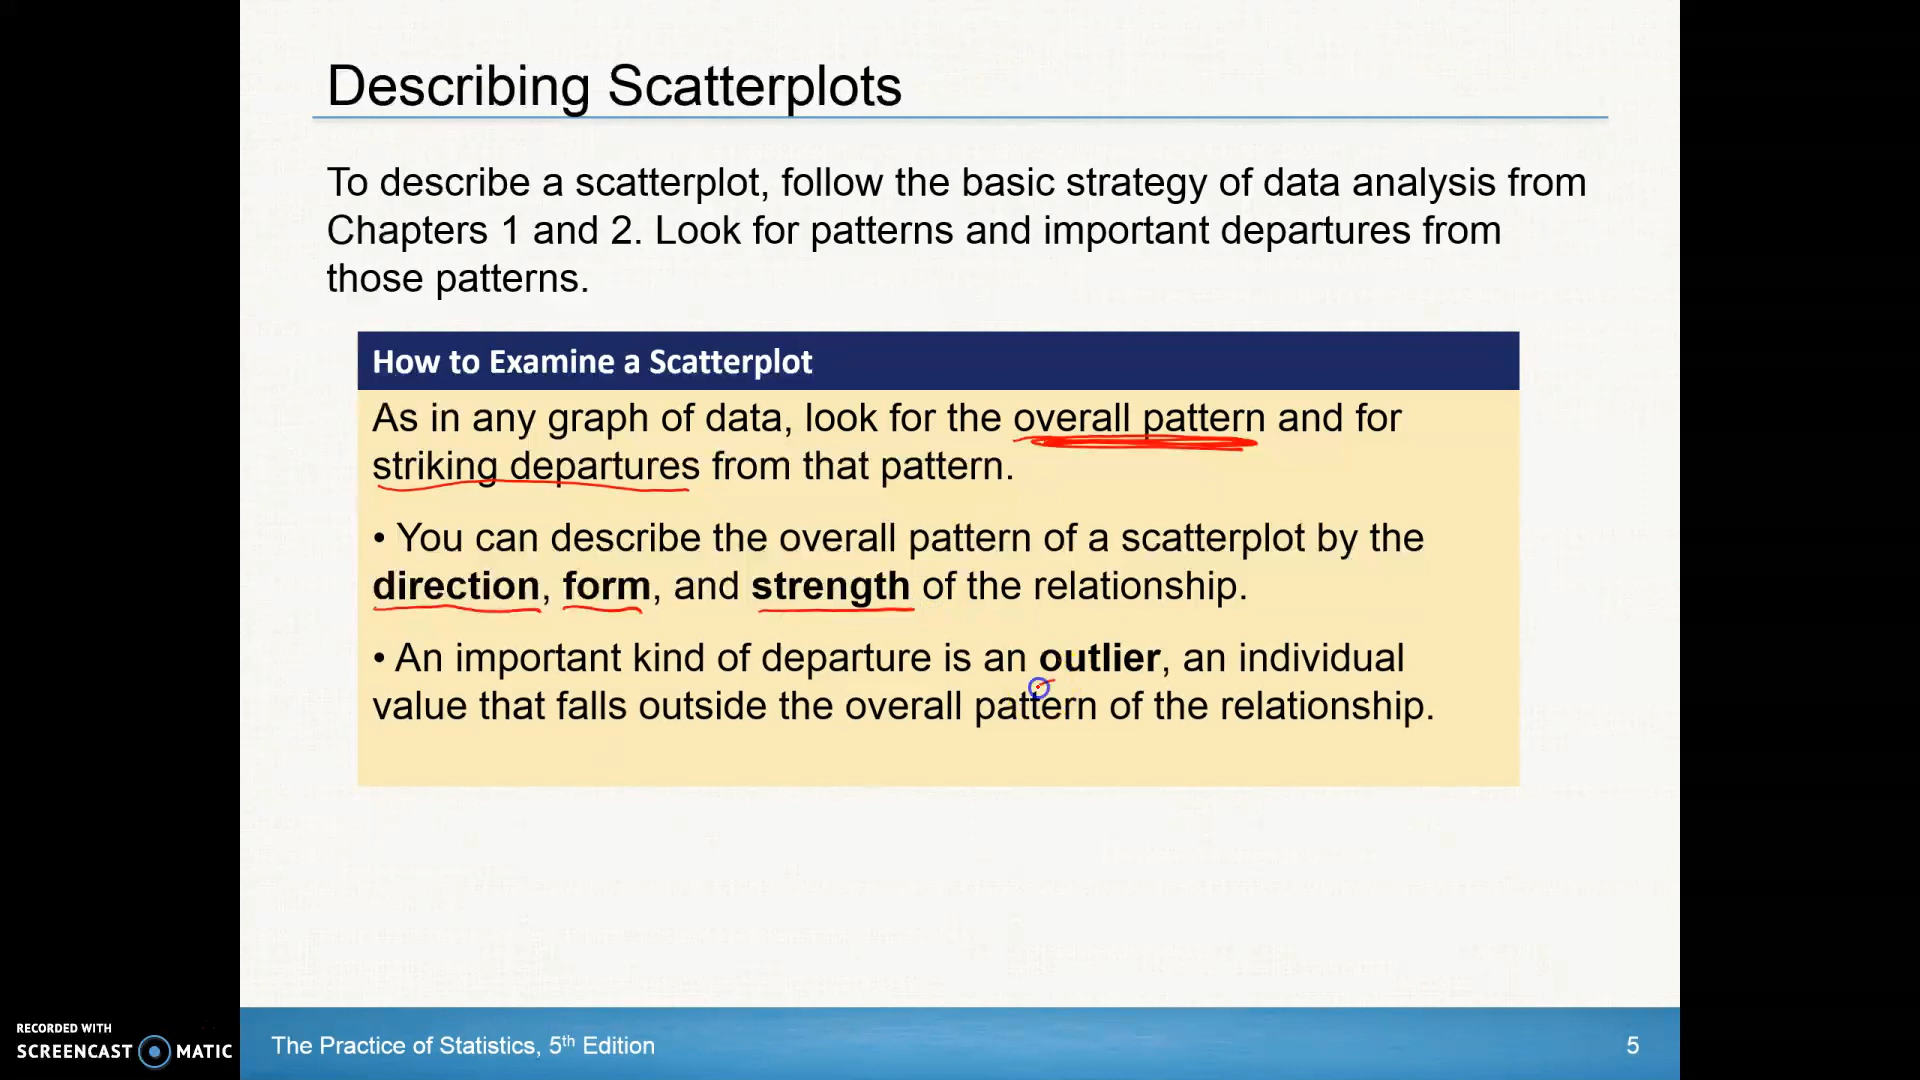 Describing Scatterplots
To describe a scatterplot, follow the basic strategy of data analysis from
Chapters 1 and 2. Look for patterns and important departures from
those patterns.
How to Examine a Scatterplot
As in any graph of data, look for the overall pattern and for
striking departures from that pattern.
• You can describe the overall pattern of a scatterplot by the
direction, form, and strength of the relationship.
• An important kind of departure is an outlier, an individual
value that falls outside the overall pattern of the relationship.
RECORDED WITH
SCREENCAST MATIC
The Practice of Statistics, 5th Edition
5